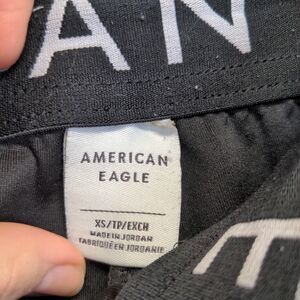 AN
AMERICAN
EAGLE
XS/TP/EXCH
MADE IN JORDAN
FABRIQUÉ EN JORDANIE